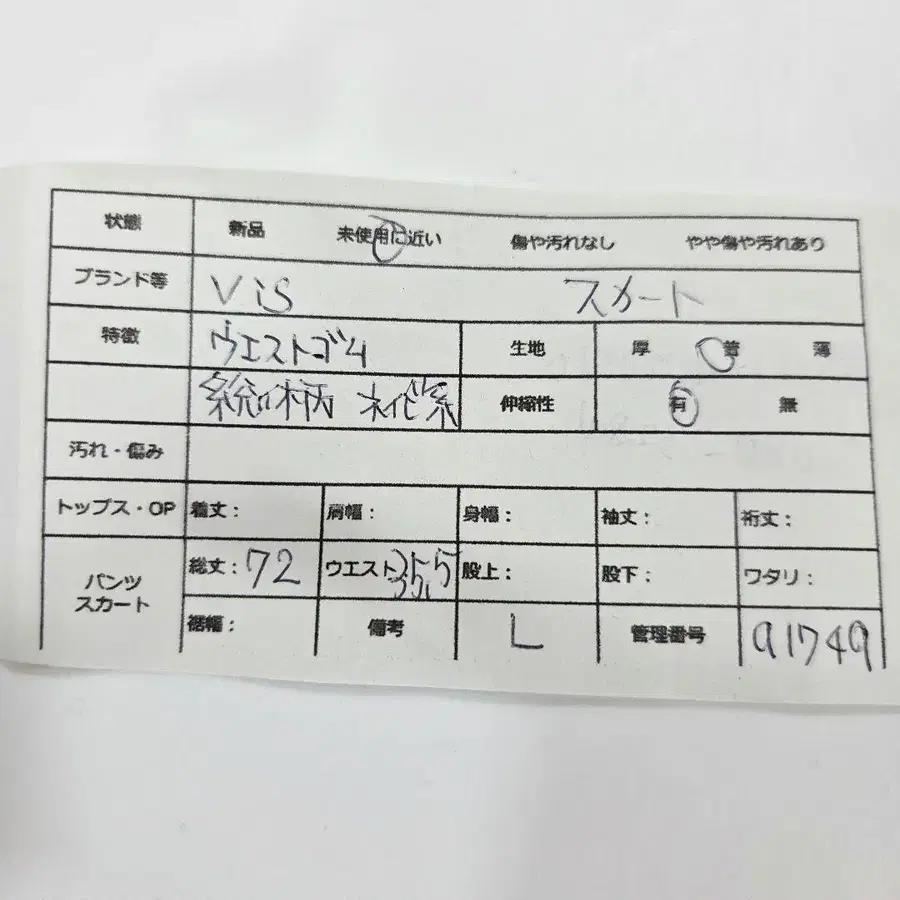 状態 新品 未使用に近い 傷や汚れなし やや傷や汚れあり
ブランド等 ViS スカート
特徴 ウエストゴム 生地 厚 普 薄
総柄 ネイビ系 伸縮性 有 無
汚れ・傷み
トップス・OP 着丈: 肩幅: 身幅: 袖丈: 裄丈:
パンツ スカート 総丈:72 ウエスト35.5 股上: 股下: ワタリ:
裾幅: 備考 L 管理番号 91749